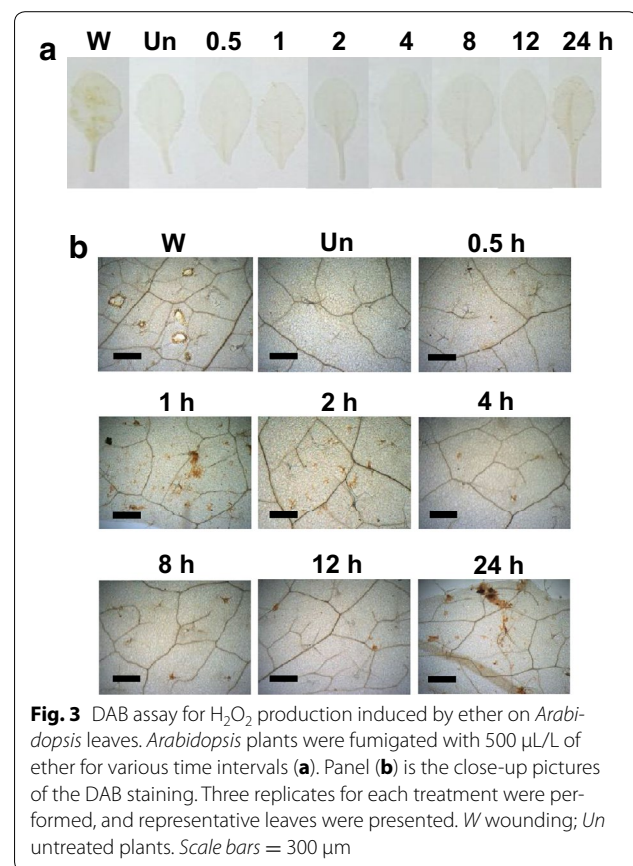 a
W Un 0.5 1 2 4 8 12 24 h
b
W Un 0.5 h
1 h 2 h 4 h
8 h 12 h 24 h
Fig. 3 DAB assay for H₂O₂ production induced by ether on Arabi-
dopsis leaves. Arabidopsis plants were fumigated with 500 μL/L of
ether for various time intervals (a). Panel (b) is the close-up pictures
of the DAB staining. Three replicates for each treatment were per-
formed, and representative leaves were presented. W wounding; Un
untreated plants. Scale bars = 300 μm